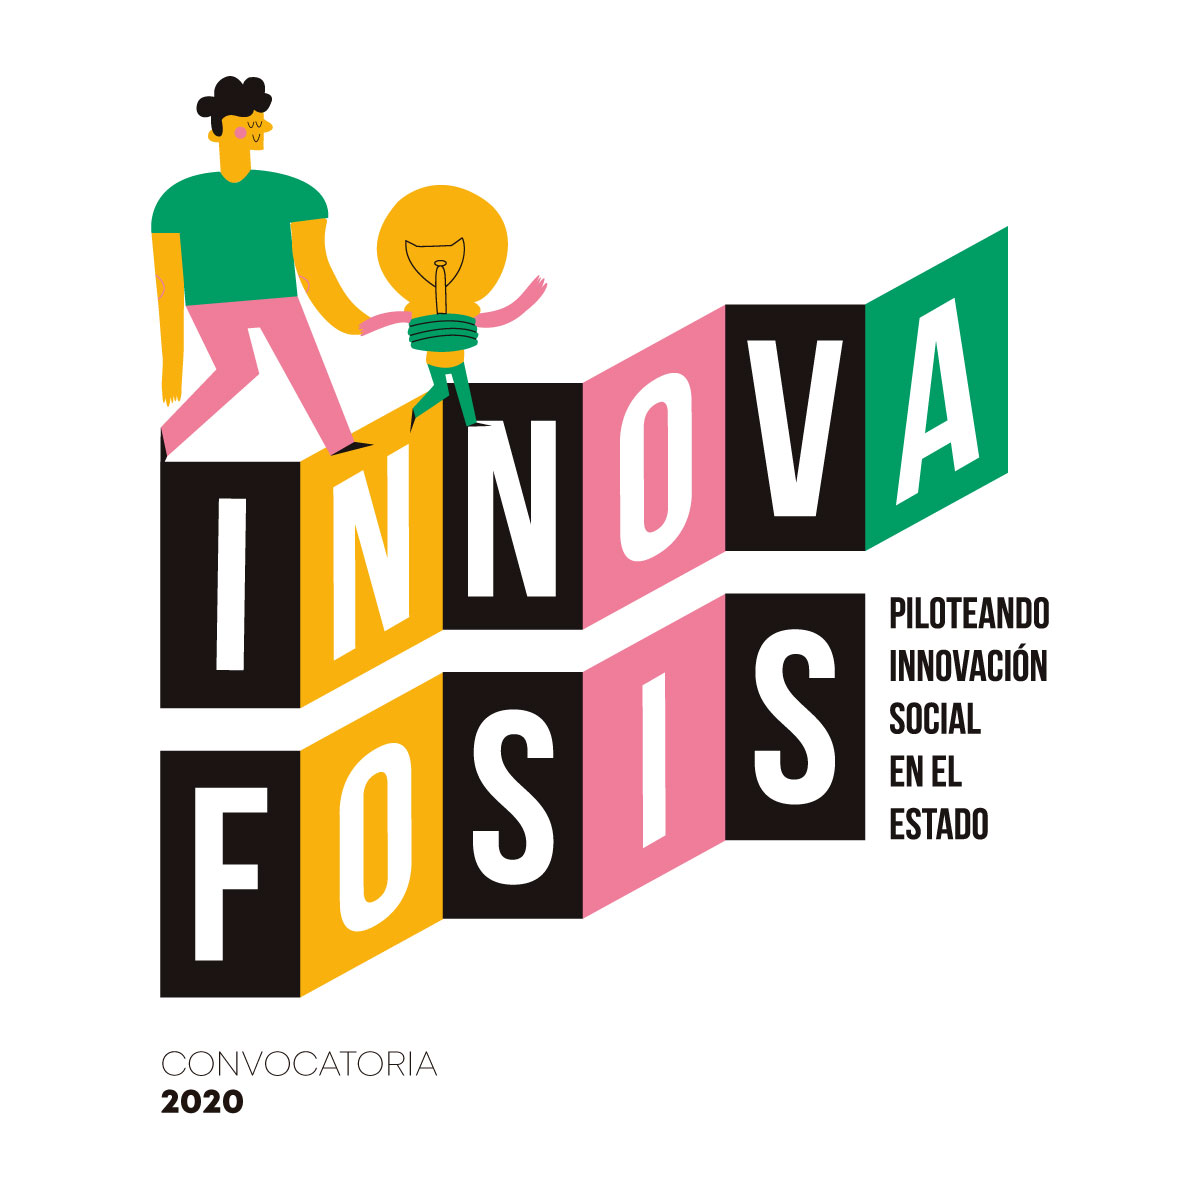 INNOVA
FOSIS
PILOTEANDO
INNOVACIÓN
SOCIAL
EN EL
ESTADO
CONVOCATORIA
2020